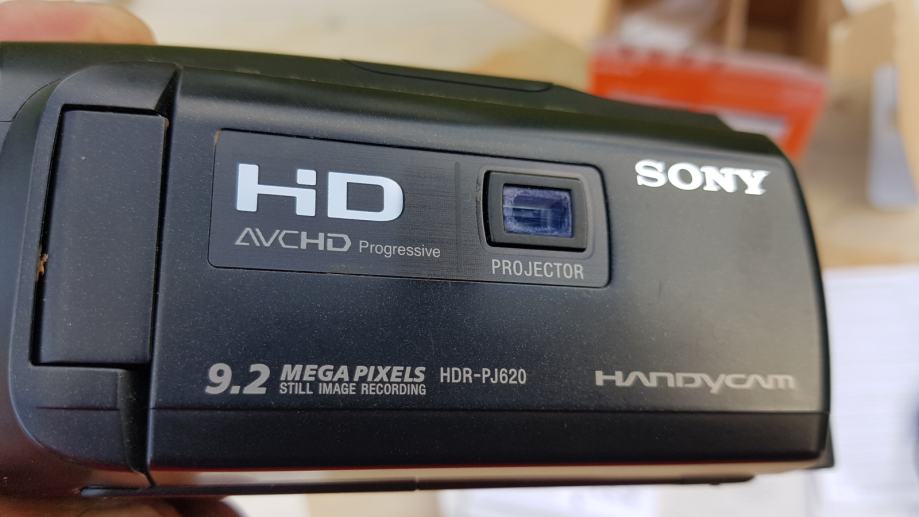 HD
AVCHD Progressive
PROJECTOR
SONY
9.2 MEGA PIXELS
STILL IMAGE RECORDING
HDR-PJ620
HANDYCAM